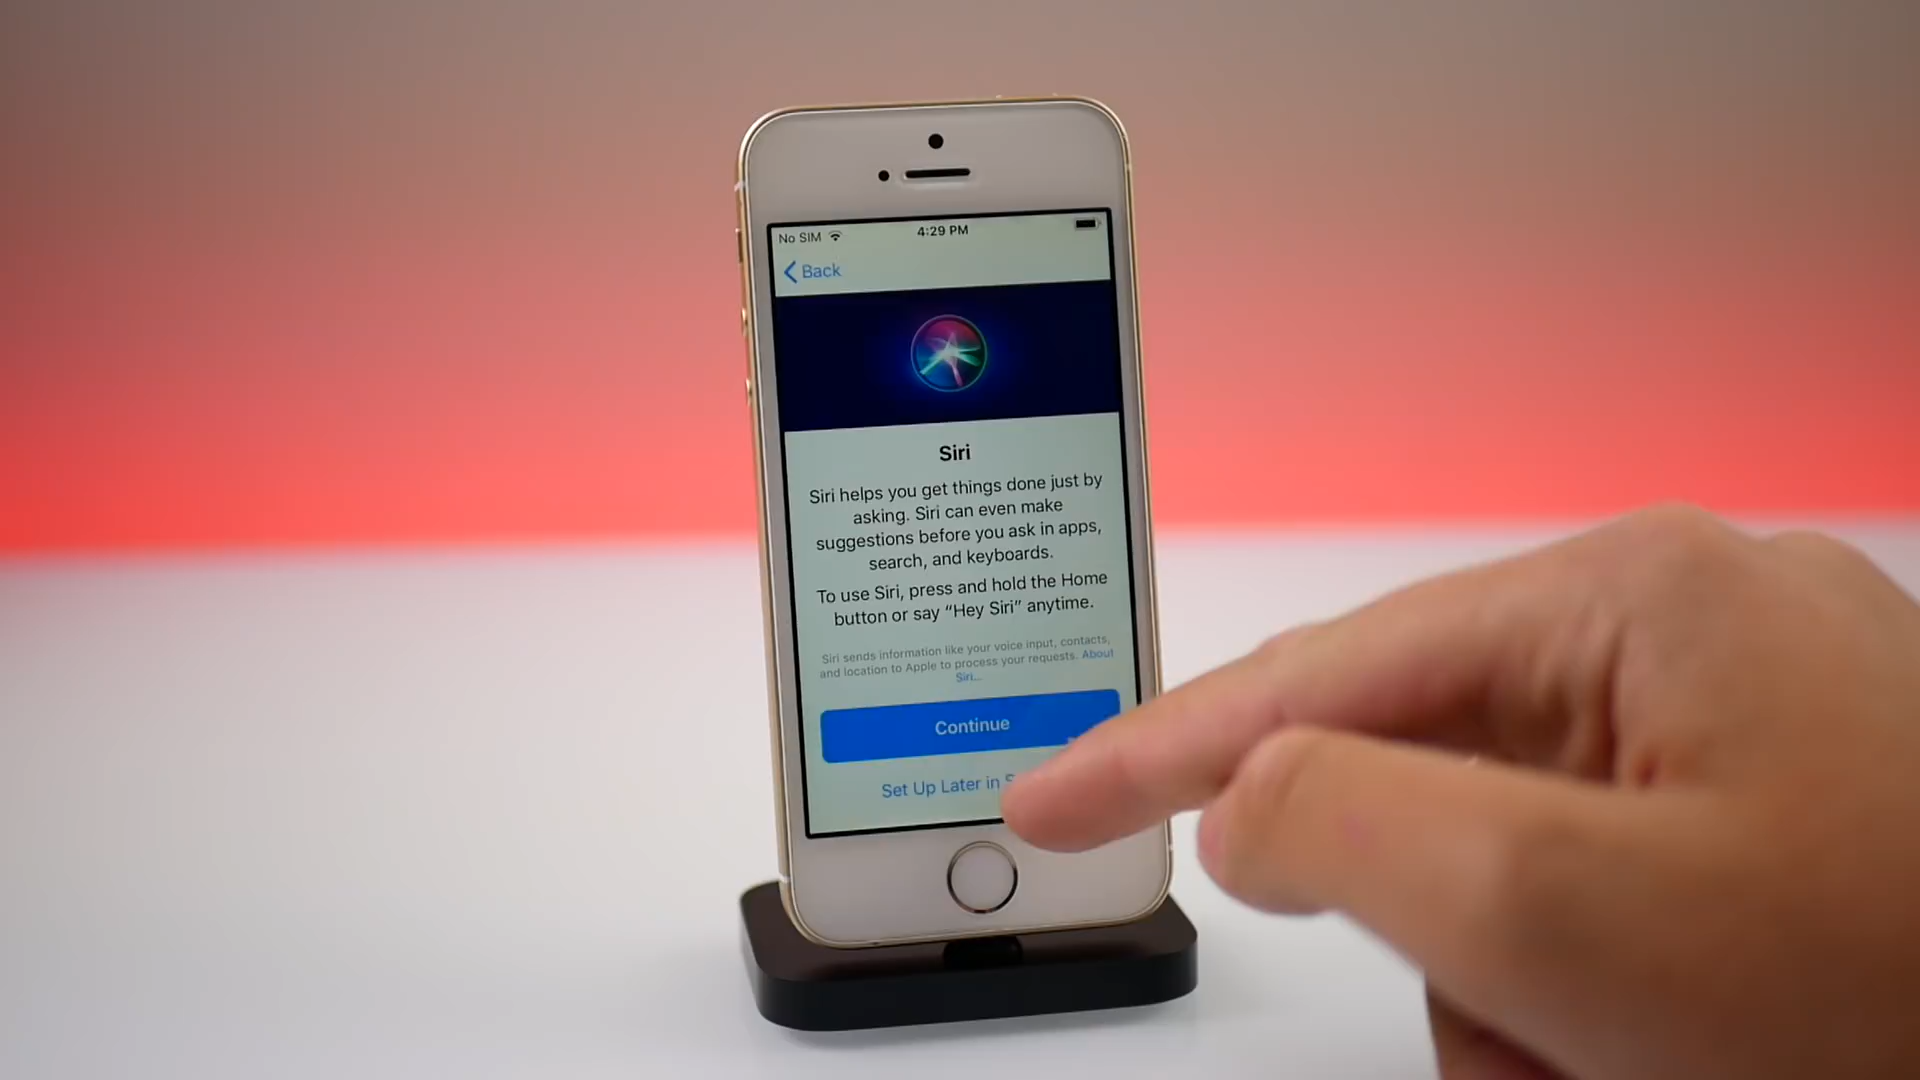 No SIM 4:29 PM
Back
Siri
Siri helps you get things done just by
asking. Siri can even make
suggestions before you ask in apps,
search, and keyboards.
To use Siri, press and hold the Home
button or say “Hey Siri” anytime.
Siri sends information like your voice input, contacts,
and location to Apple to process your requests. About
Siri...
Continue
Set Up Later in